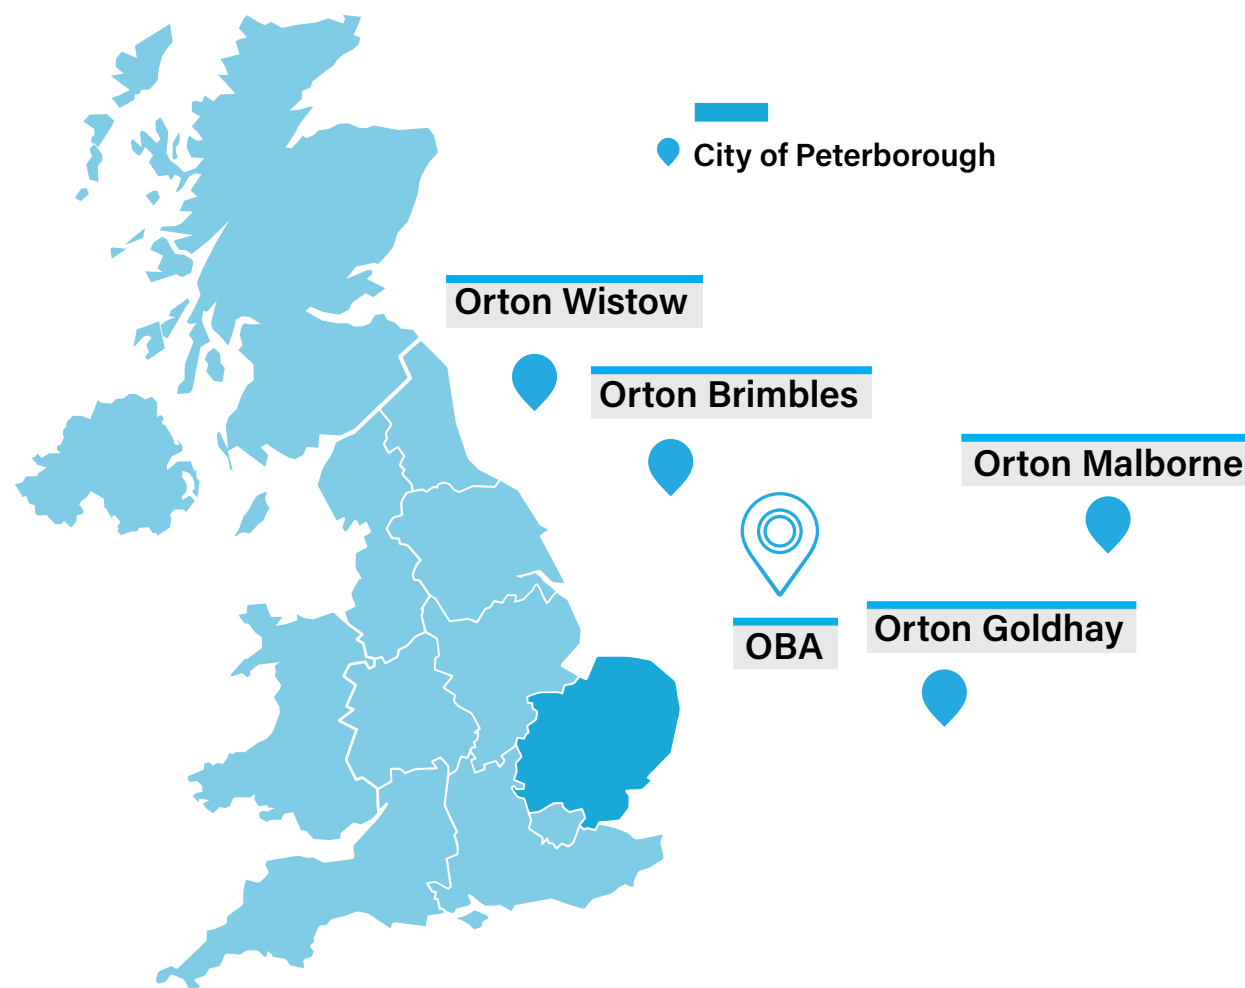 City of Peterborough
Orton Wistow
Orton Brimbles
Orton Malborne
OBA
Orton Goldhay